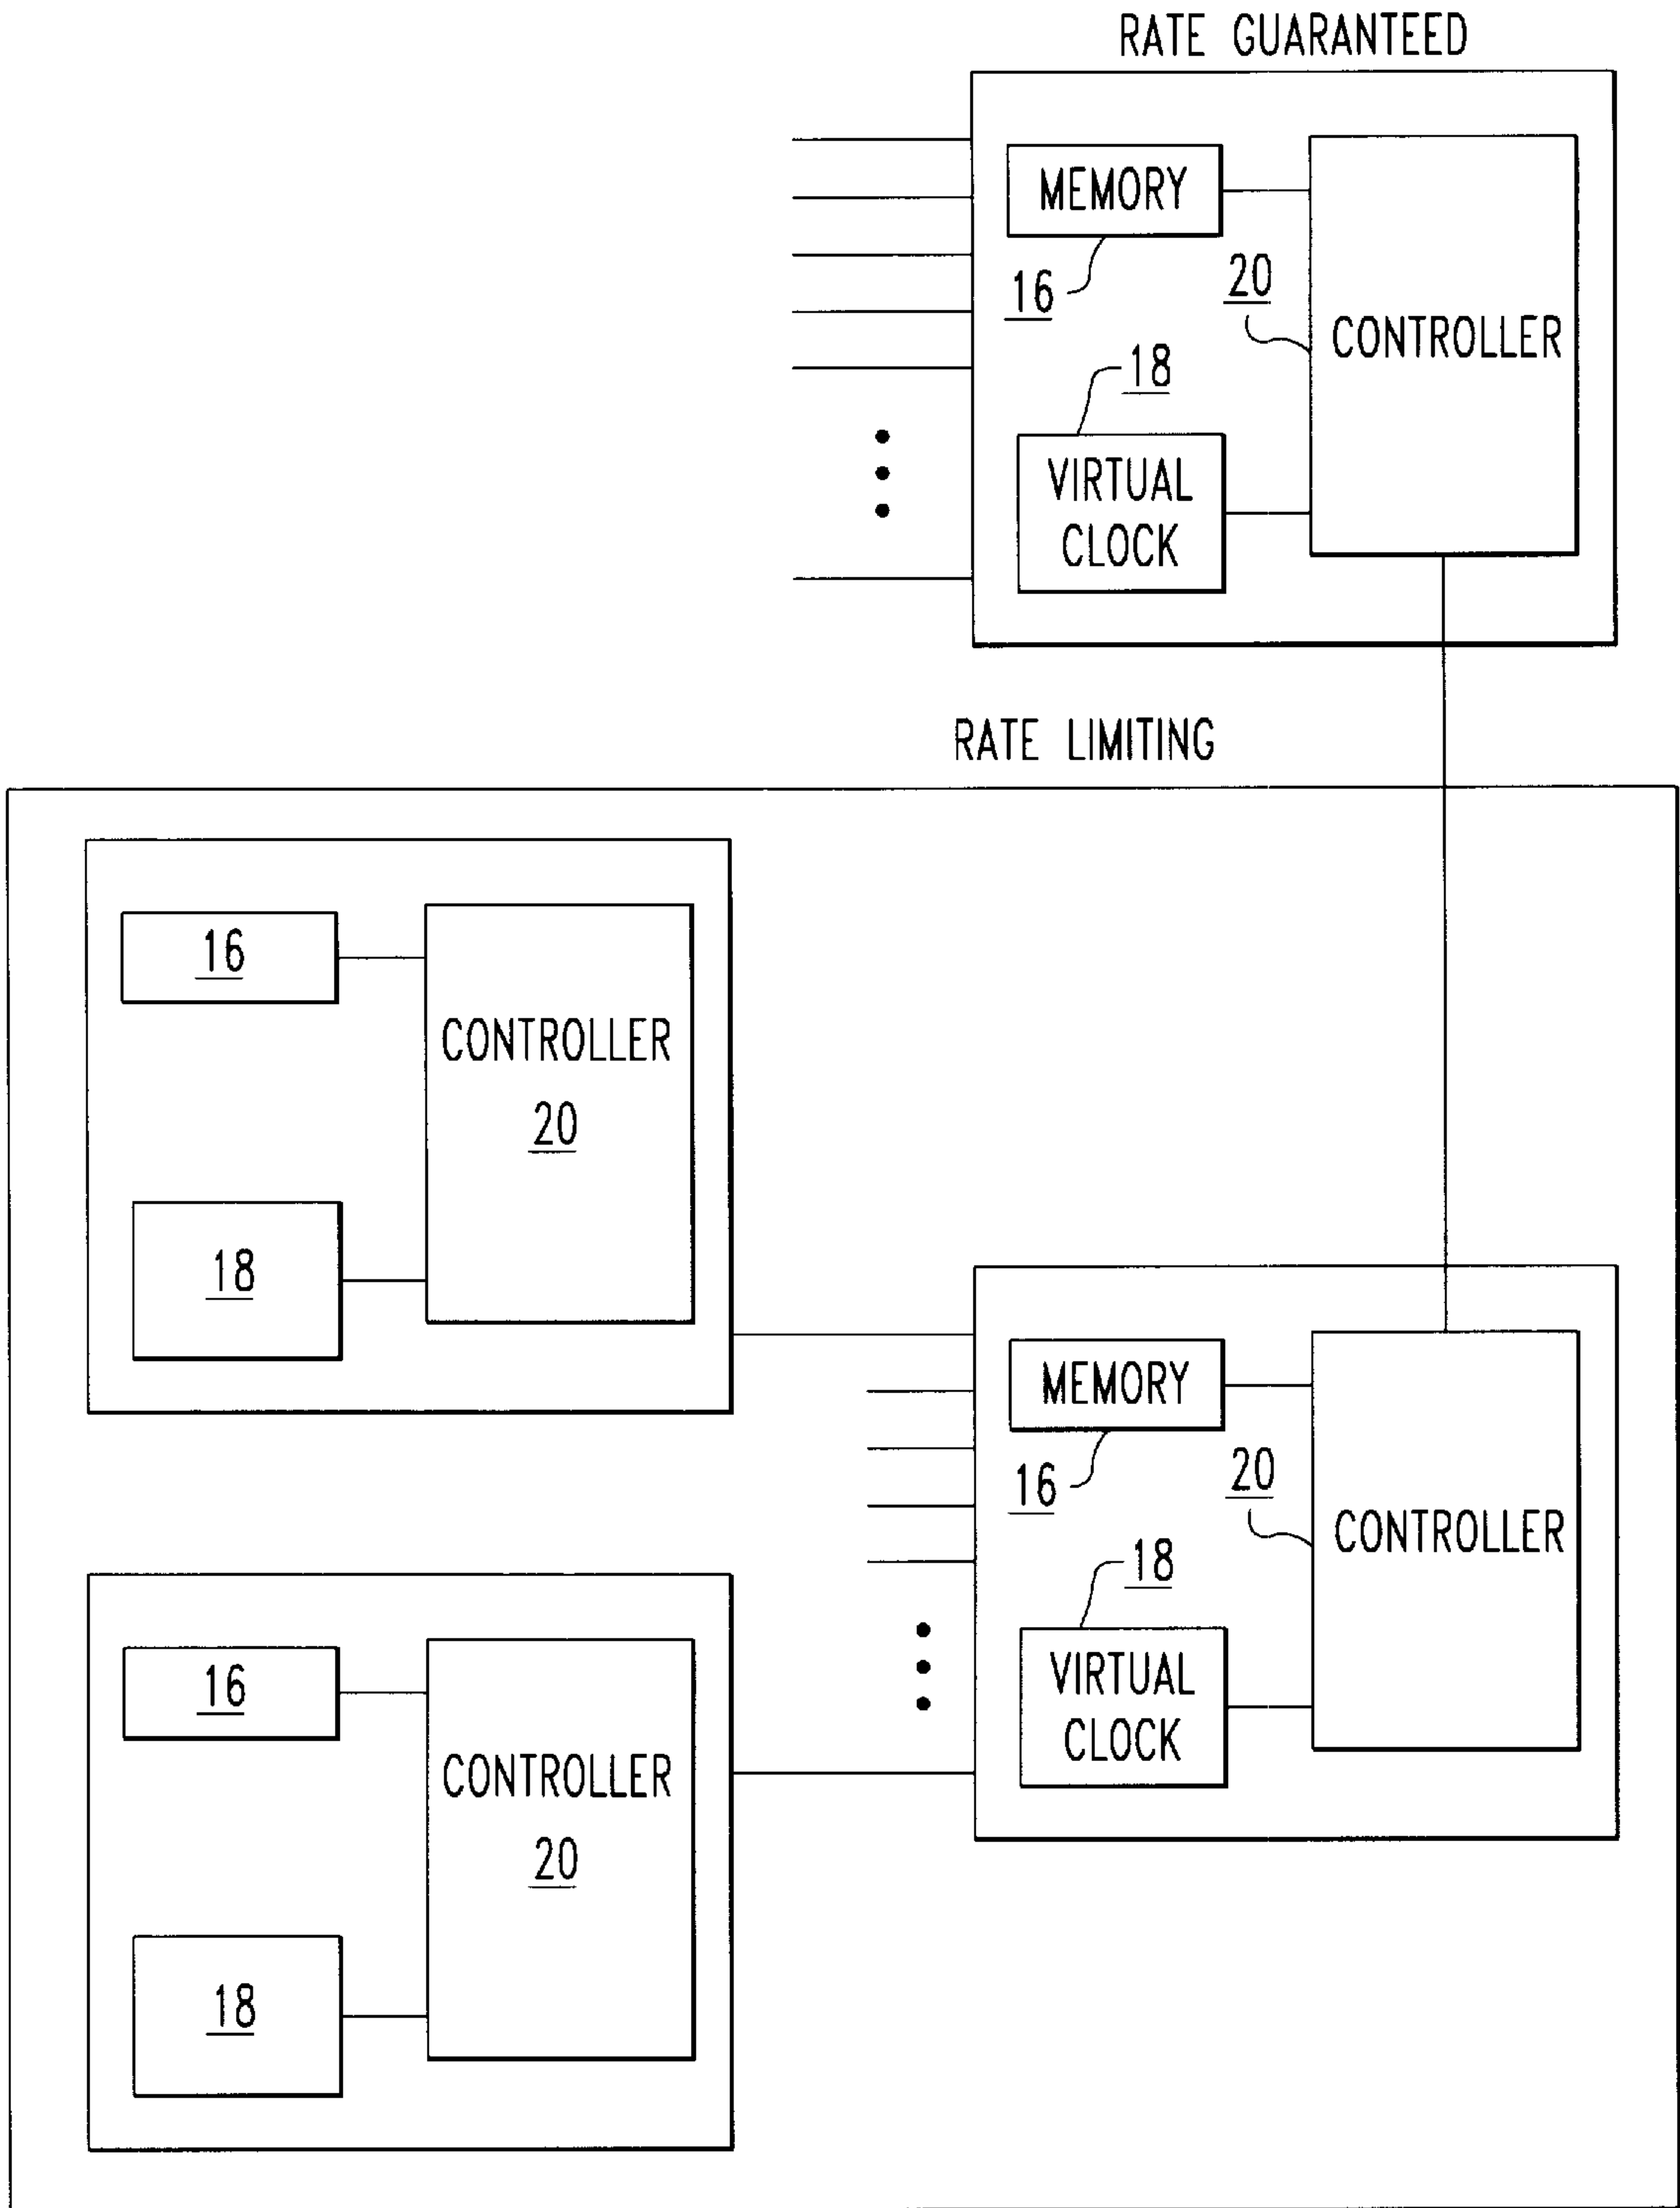 RATE GUARANTEED
MEMORY
16
20
CONTROLLER
18
VIRTUAL
CLOCK
RATE LIMITING
16
CONTROLLER
20
18
MEMORY
16
20
CONTROLLER
18
VIRTUAL
CLOCK
16
CONTROLLER
20
18